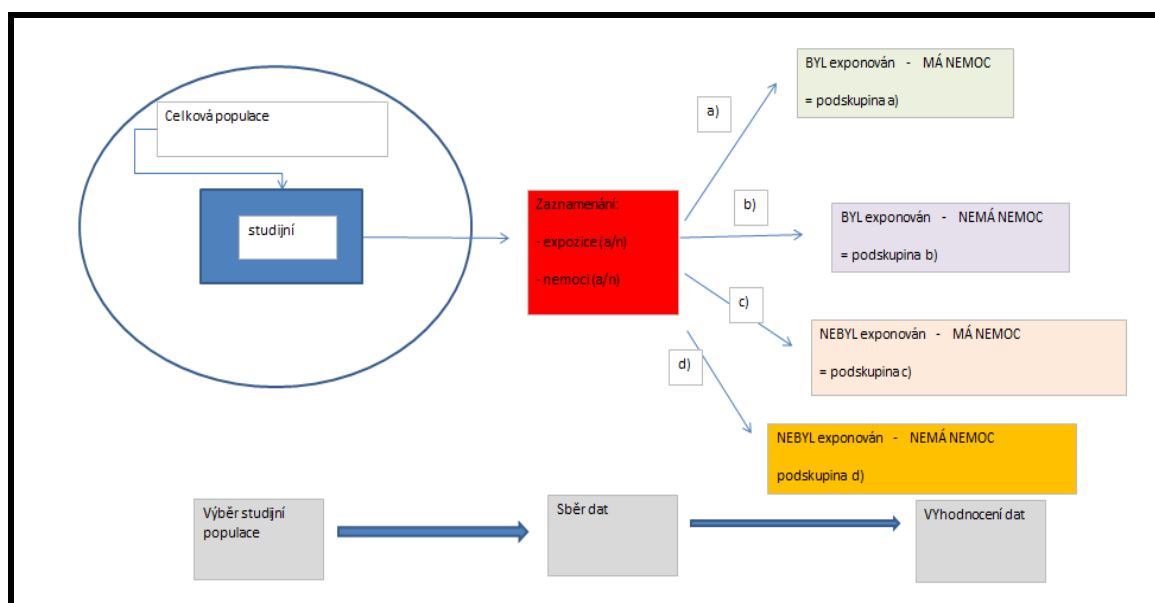 Celková populace
studijní
Zaznamenání:
- expozice (a/n)
- nemoci (a/n)
a)
b)
c)
d)
BYL exponován - MÁ NEMOC
= podskupina a)
BYL exponován - NEMÁ NEMOC
= podskupina b)
NEBYL exponován - MÁ NEMOC
= podskupina c)
NEBYL exponován - NEMÁ NEMOC
podskupina d)
Výběr studijní
populace
Sběr dat
VYhodnocení dat